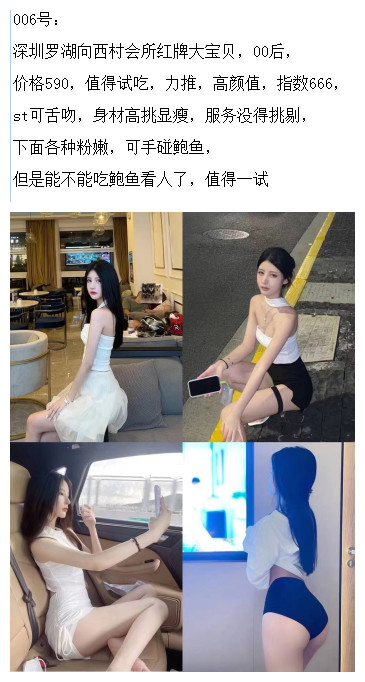 006号：
深圳罗湖向西村会所红牌大宝贝，00后，
价格590，值得试吃，力推，高颜值，指数666，
st可舌吻，身材高挑显瘦，服务没得挑剔，
下面各种粉嫩，可手碰鲍鱼，
但是能不能吃鲍鱼看人了，值得一试